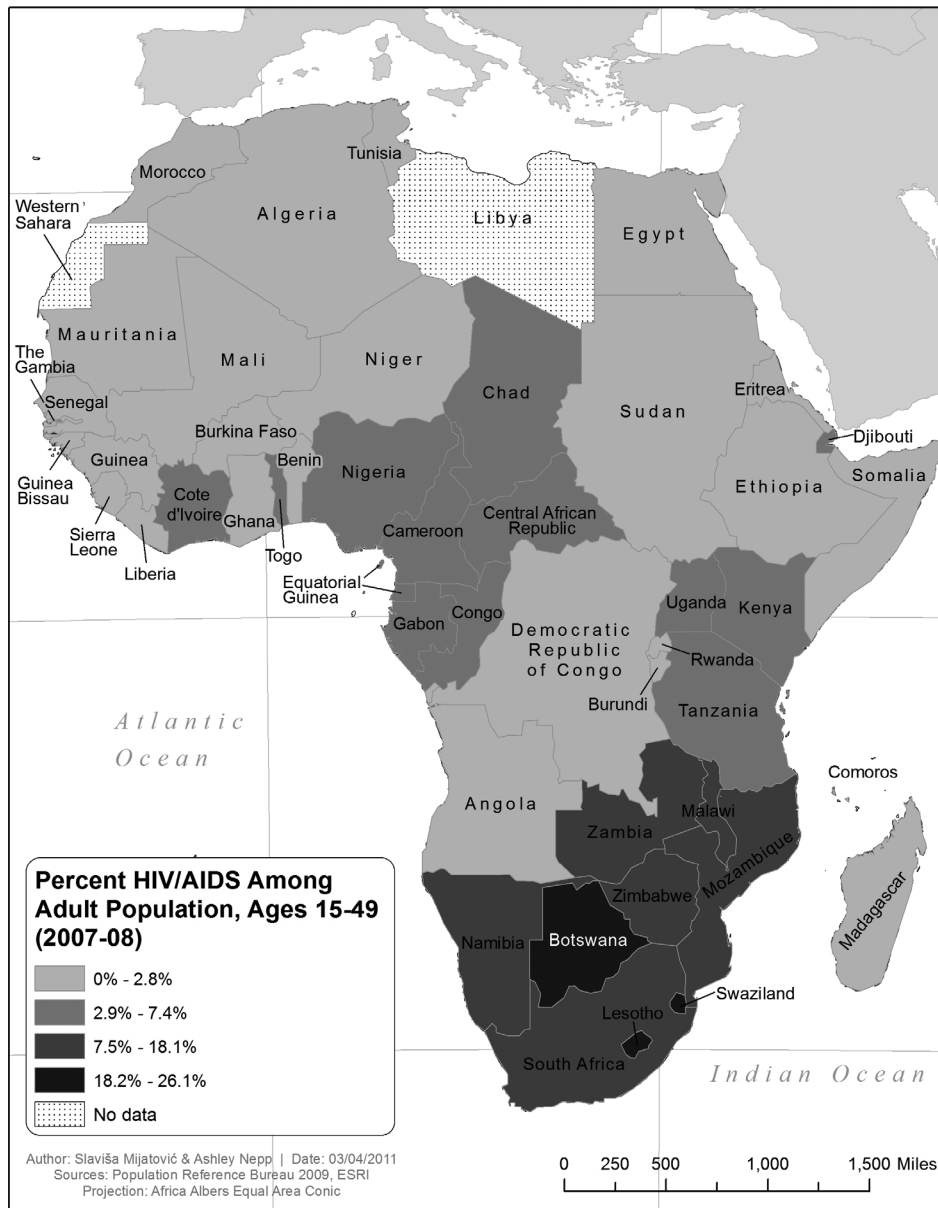 Tunisia
Morocco
Western
Sahara
Algeria
Libya
Egypt
Mauritania
Mali
Niger
The
Gambia
Chad
Eritrea
Senegal
Sudan
Burkina Faso
Djibouti
Guinea
Benin
Nigeria
Somalia
Guinea
Bissau
Ethiopia
Cote
d'Ivoire
Central African
Republic
Ghana
Sierra
Leone
Cameroon
Togo
Liberia
Equatorial
Guinea
Uganda
Kenya
Congo
Gabon
Democratic
Republic
of Congo
Rwanda
Burundi
Tanzania
Atlantic
Ocean
Comoros
Angola
Malawi
Zambia
Mozambique
Zimbabwe
Madagascar
Namibia
Botswana
Swaziland
Lesotho
South Africa
Indian Ocean
Percent HIV/AIDS Among
Adult Population, Ages 15-49
(2007-08)
0% - 2.8%
2.9% - 7.4%
7.5% - 18.1%
18.2% - 26.1%
No data
Author: Slaviša Mijatović & Ashley Nepp | Date: 03/04/2011
Sources: Population Reference Bureau 2009, ESRI
Projection: Africa Albers Equal Area Conic
0 500 1,000 1,500 Miles